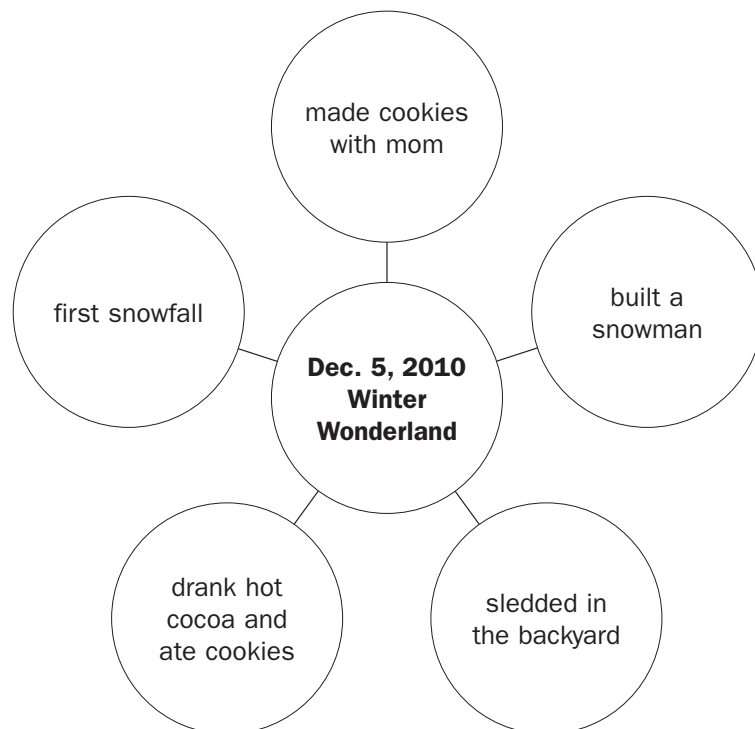 made cookies
with mom
first snowfall
built a
snowman
Dec. 5, 2010
Winter
Wonderland
drank hot
cocoa and
ate cookies
sledded in
the backyard